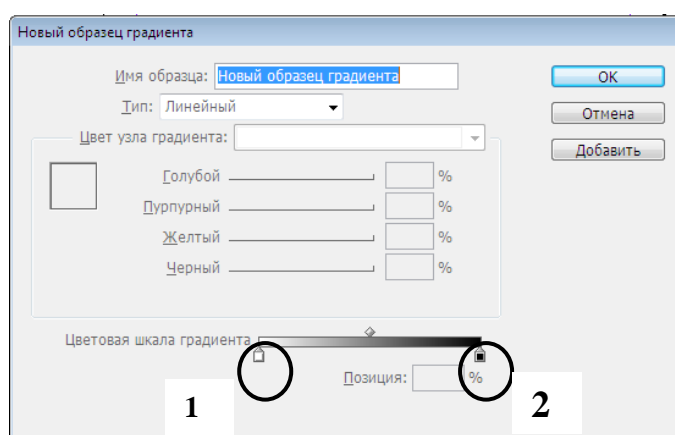 Новый образец градиента
Имя образца: Новый образец градиента
OK
Тип: Линейный
Отмена
Цвет узла градиента:
Добавить
Голубой %
Пурпурный %
Желтый %
Черный %
Цветовая шкала градиента
Позиция: %
1
2